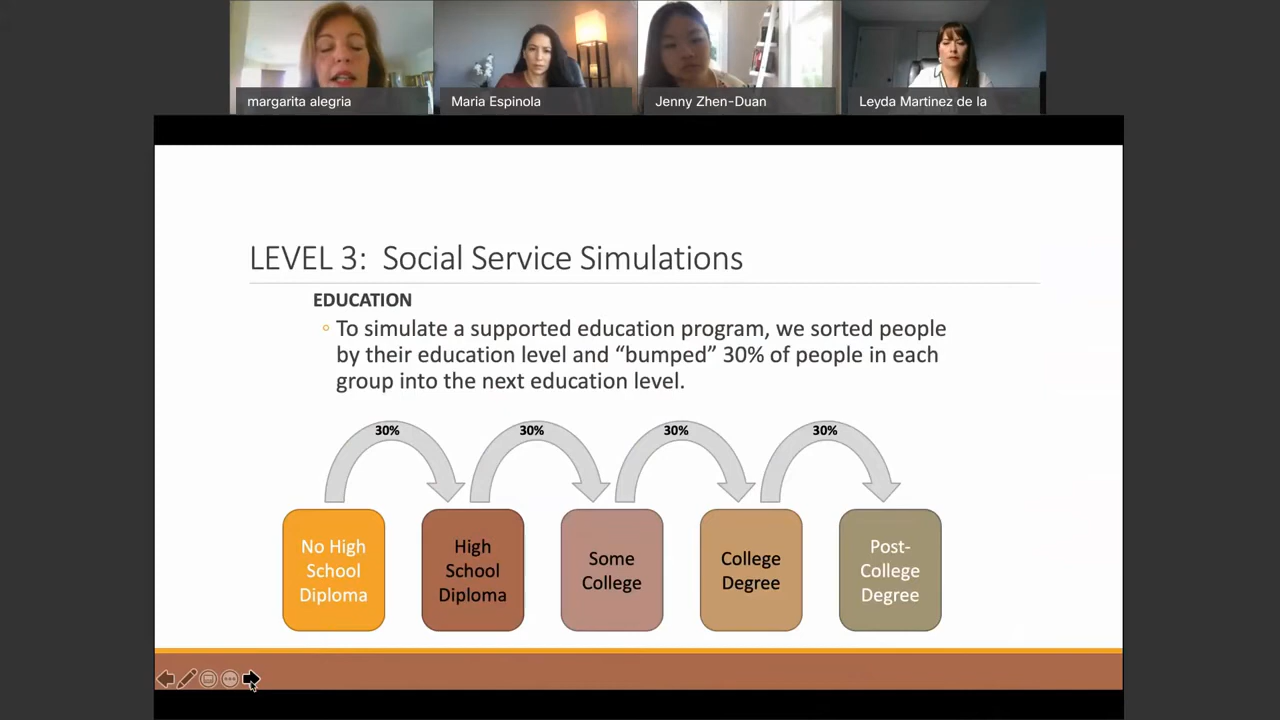 margarita alegria
Maria Espinola
Jenny Zhen-Duan
Leyda Martinez de la
LEVEL 3: Social Service Simulations
EDUCATION
To simulate a supported education program, we sorted people
by their education level and “bumped” 30% of people in each
group into the next education level.
30%
30%
30%
30%
No High
School
Diploma
High
School
Diploma
Some
College
College
Degree
Post-
College
Degree